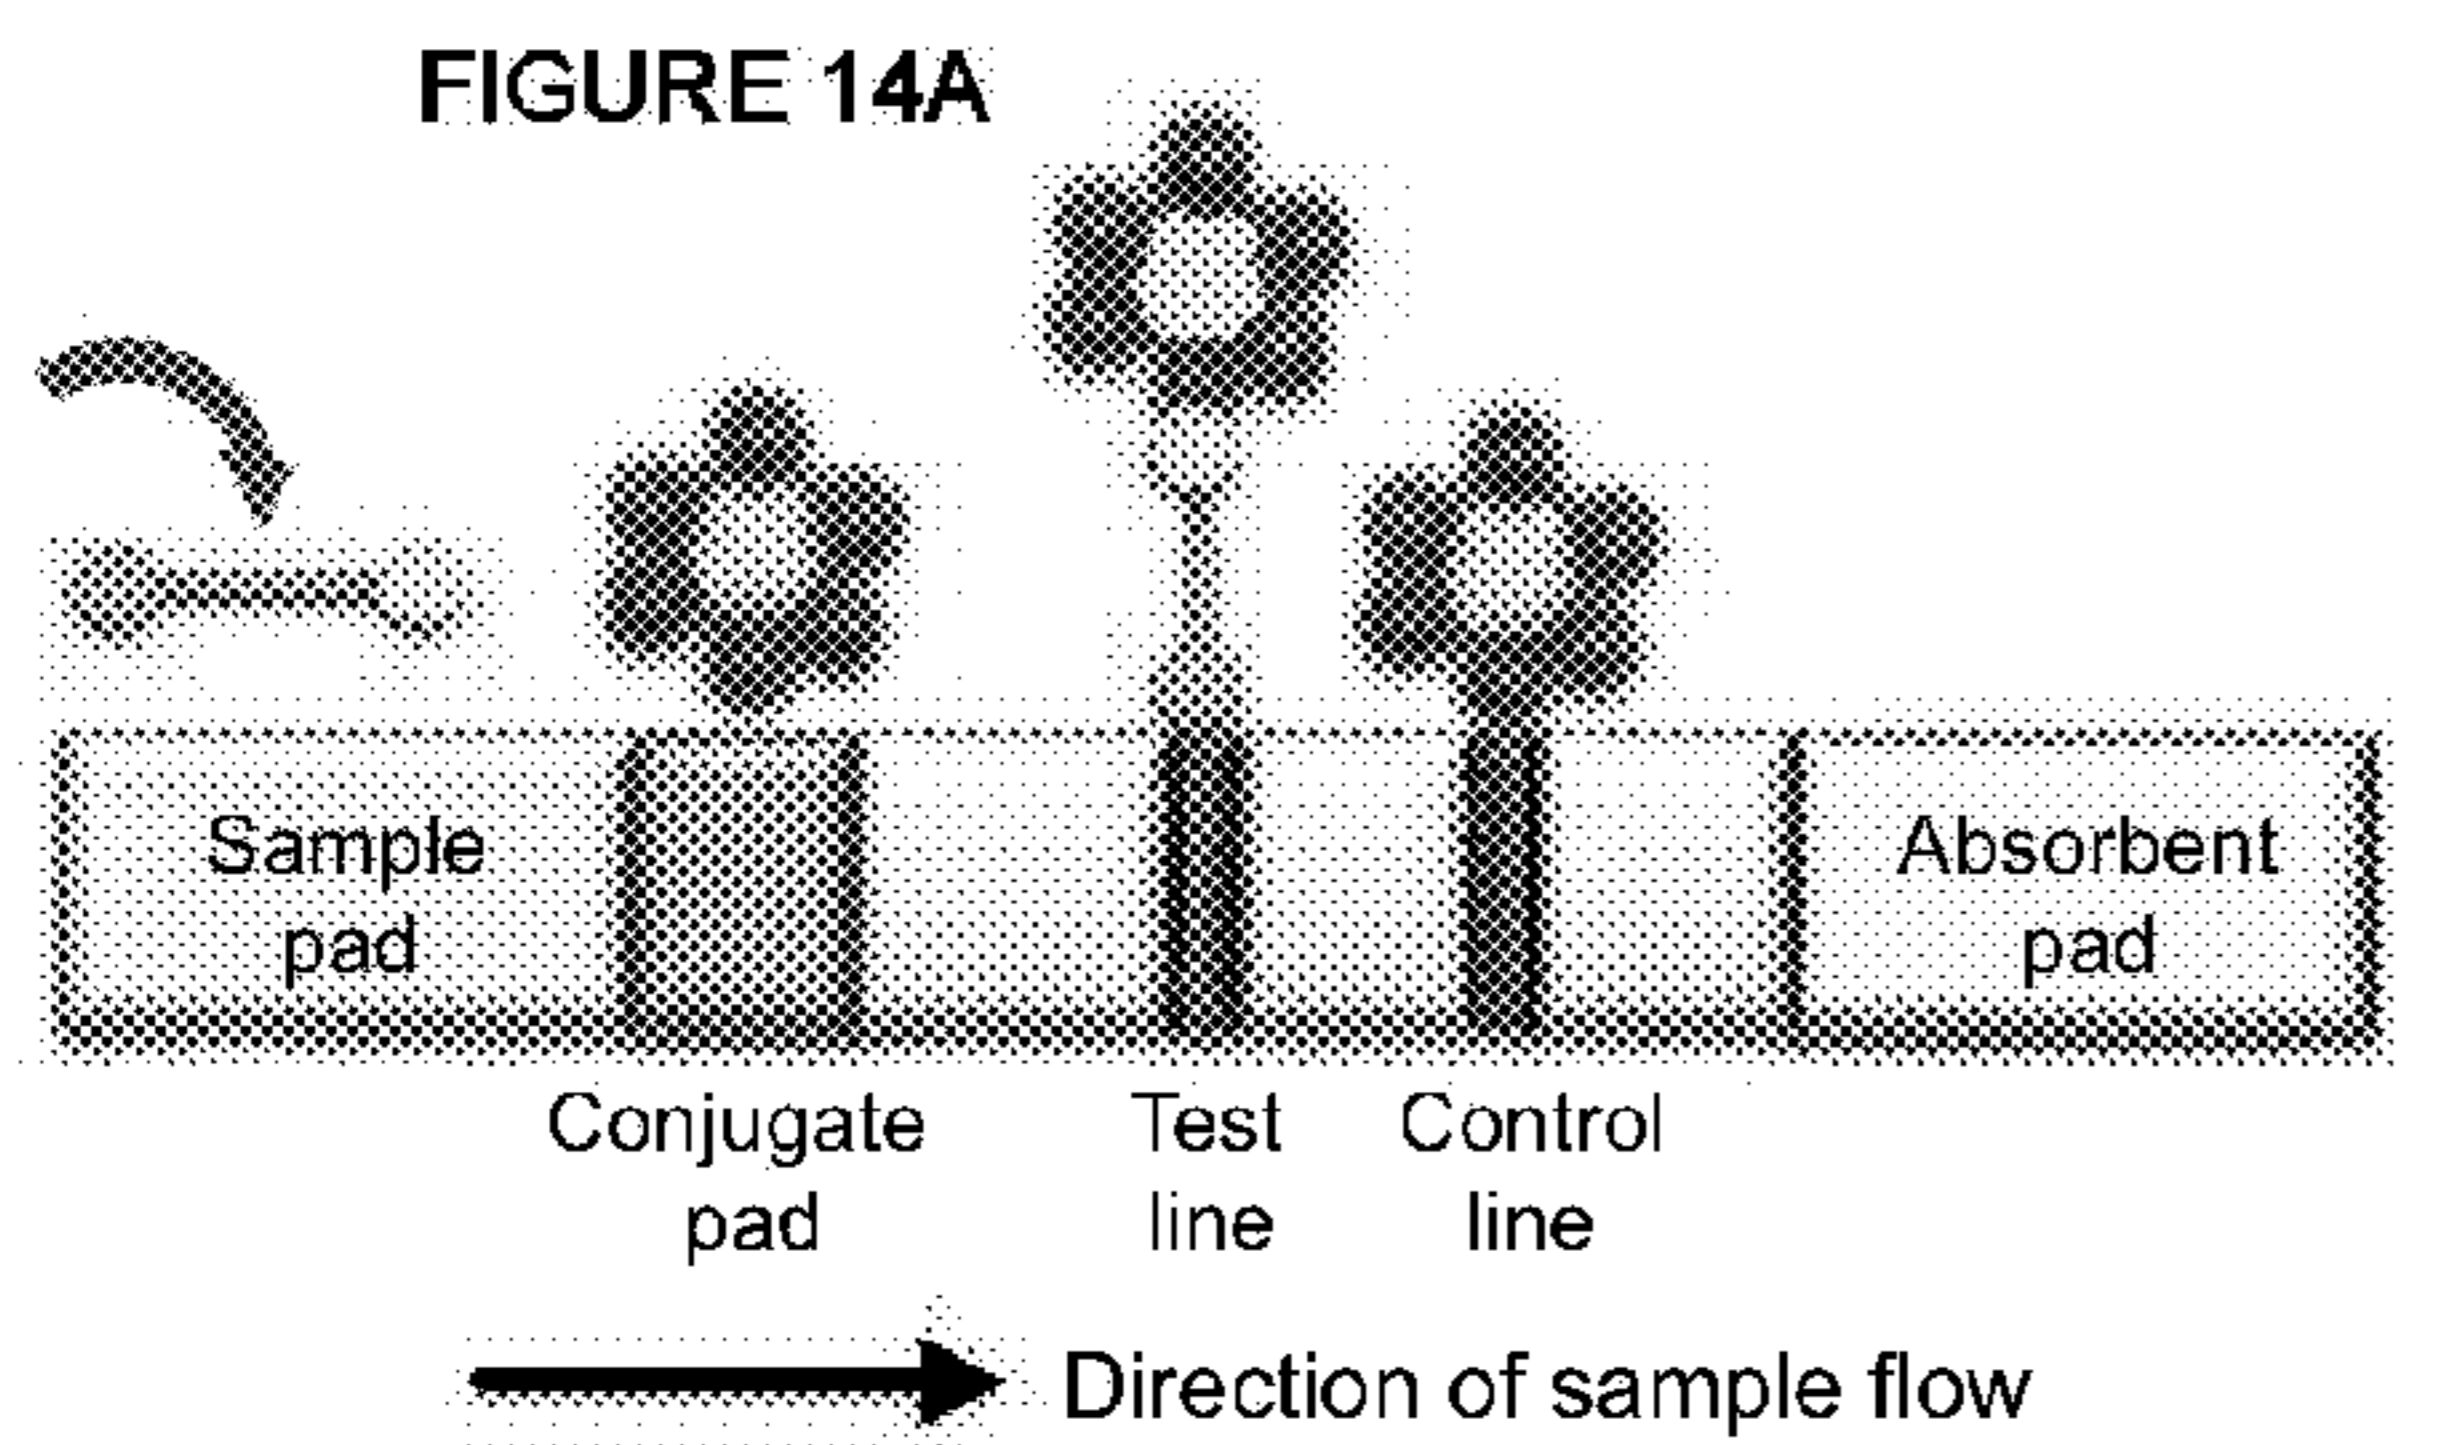 FIGURE 14A
Sample
pad
Absorbent
pad
Conjugate
pad
Test
line
Control
line
Direction of sample flow